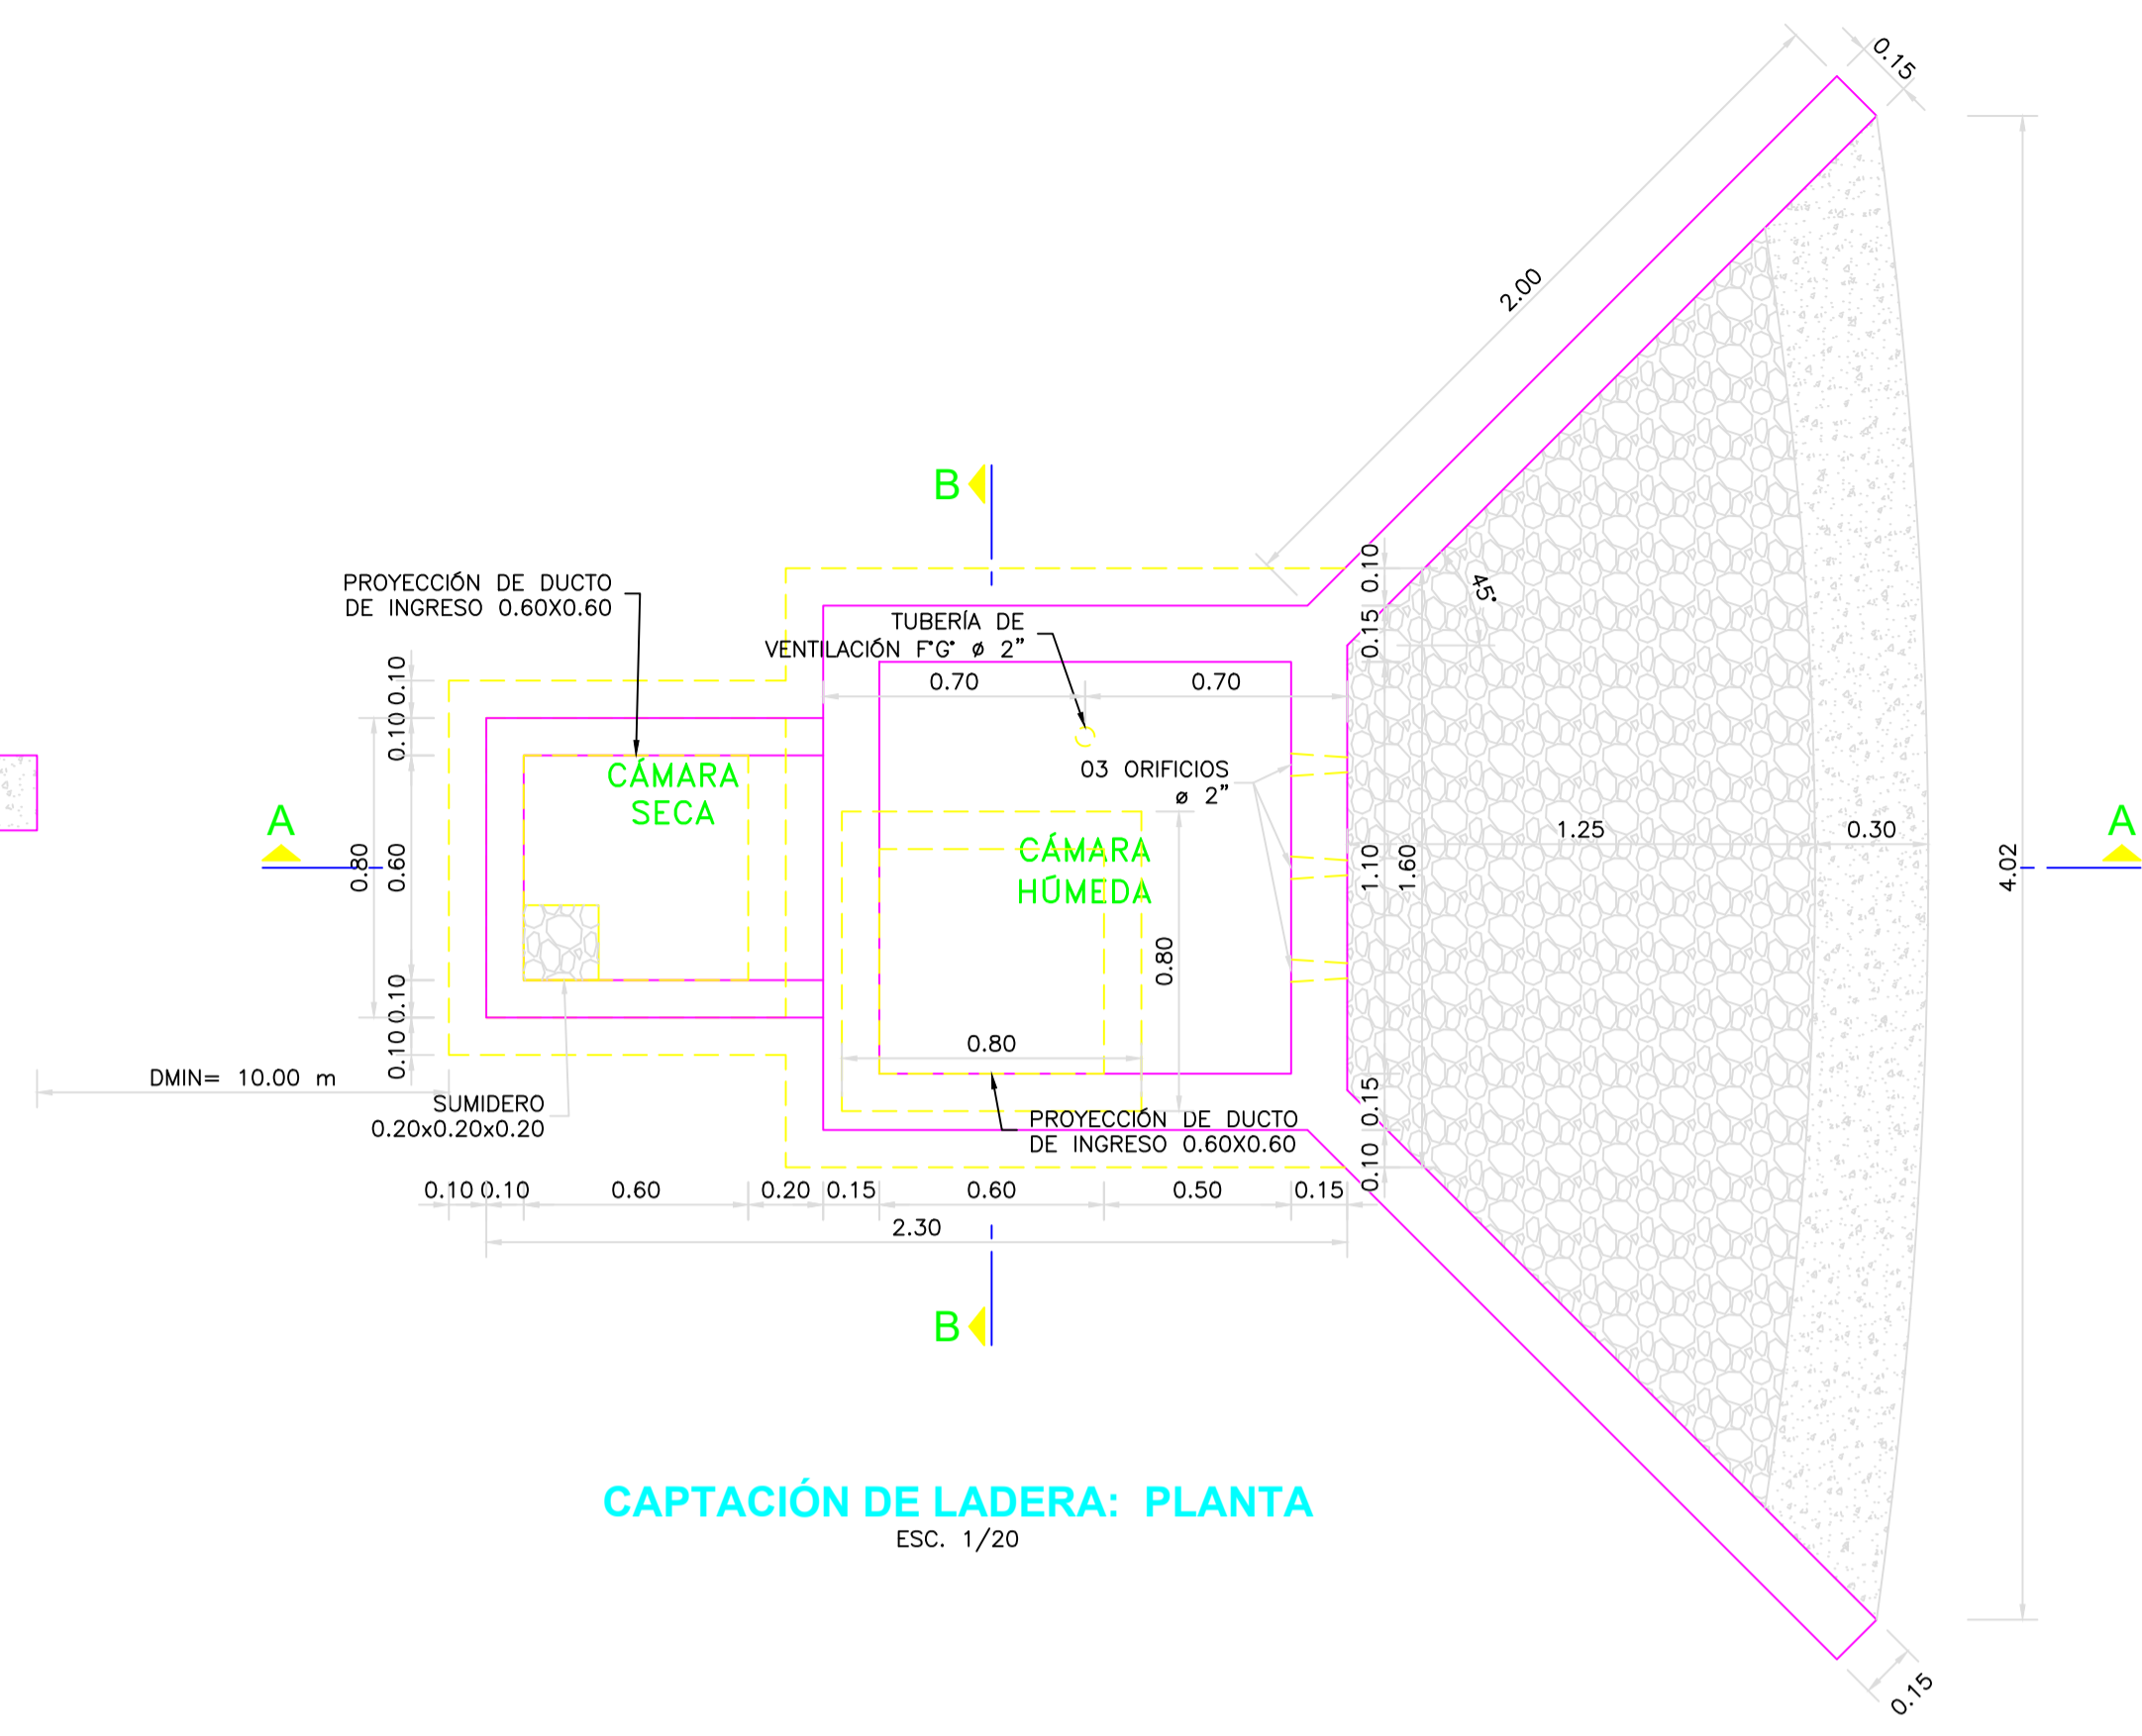 0.15
2.00
B
0.10
45°
PROYECCIÓN DE DUCTO
DE INGRESO 0.60X0.60
TUBERÍA DE
VENTILACIÓN F°G° ø 2"
0.15
0.10
0.70
0.70
0.10
CÁMARA
SECA
03 ORIFICIOS
ø 2"
A
A
1.25
0.30
CÁMARA
HÚMEDA
0.80
0.60
1.10
1.60
4.02
0.80
0.10
0.10
0.80
DMIN= 10.00 m
SUMIDERO
0.20x0.20x0.20
0.15
PROYECCIÓN DE DUCTO
DE INGRESO 0.60X0.60
0.10
0.10 0.10 0.60 0.20 0.15 0.60 0.50 0.15
2.30
B
CAPTACIÓN DE LADERA: PLANTA
ESC. 1/20
0.15